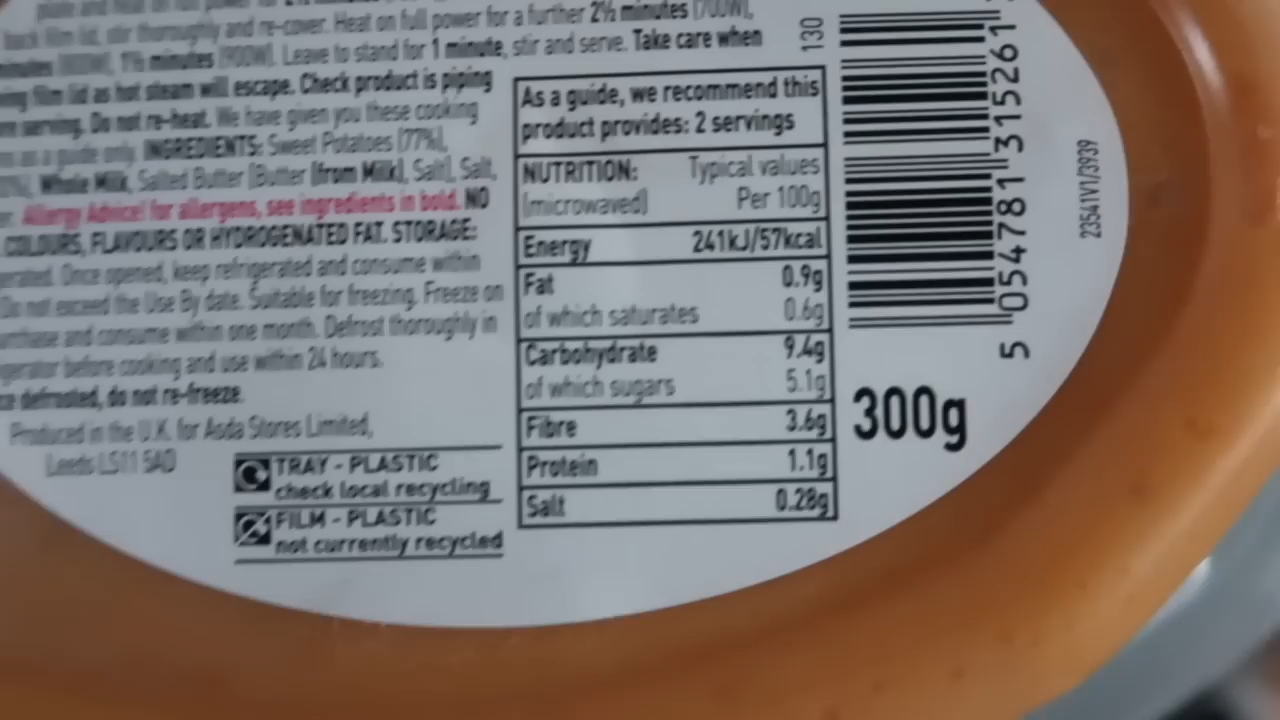 film lid, stir thoroughly and re-cover. Heat on full power for a further 2½ minutes (700W),
minutes (800W), 1½ minutes (900W). Leave to stand for 1 minute, stir and serve. Take care when
film lid as hot steam will escape. Check product is piping
serving. Do not re-heat. We have given you these cooking
as a guide only. INGREDIENTS: Sweet Potatoes (77%),
Whole Milk, Salted Butter [Butter (from Milk), Salt], Salt,
Allergy Advice! for allergens, see ingredients in bold. NO
COLOURS, FLAVOURS OR HYDROGENATED FAT. STORAGE:
Once opened, keep refrigerated and consume within
Do not exceed the Use By date. Suitable for freezing. Freeze on
and consume within one month. Defrost thoroughly in
before cooking and use within 24 hours.
defrosted, do not re-freeze.
Produced in the U.K. for Asda Stores Limited,
Leeds LS11 5AD
TRAY - PLASTIC
check local recycling
FILM - PLASTIC
not currently recycled
As a guide, we recommend this
product provides: 2 servings
NUTRITION: Typical values
(microwaved) Per 100g
Energy 241kJ/57kcal
Fat 0.9g
of which saturates 0.6g
Carbohydrate 9.4g
of which sugars 5.1g
Fibre 3.6g
Protein 1.1g
Salt 0.28g
130
5 054781 315261
300g
23541V1/3939